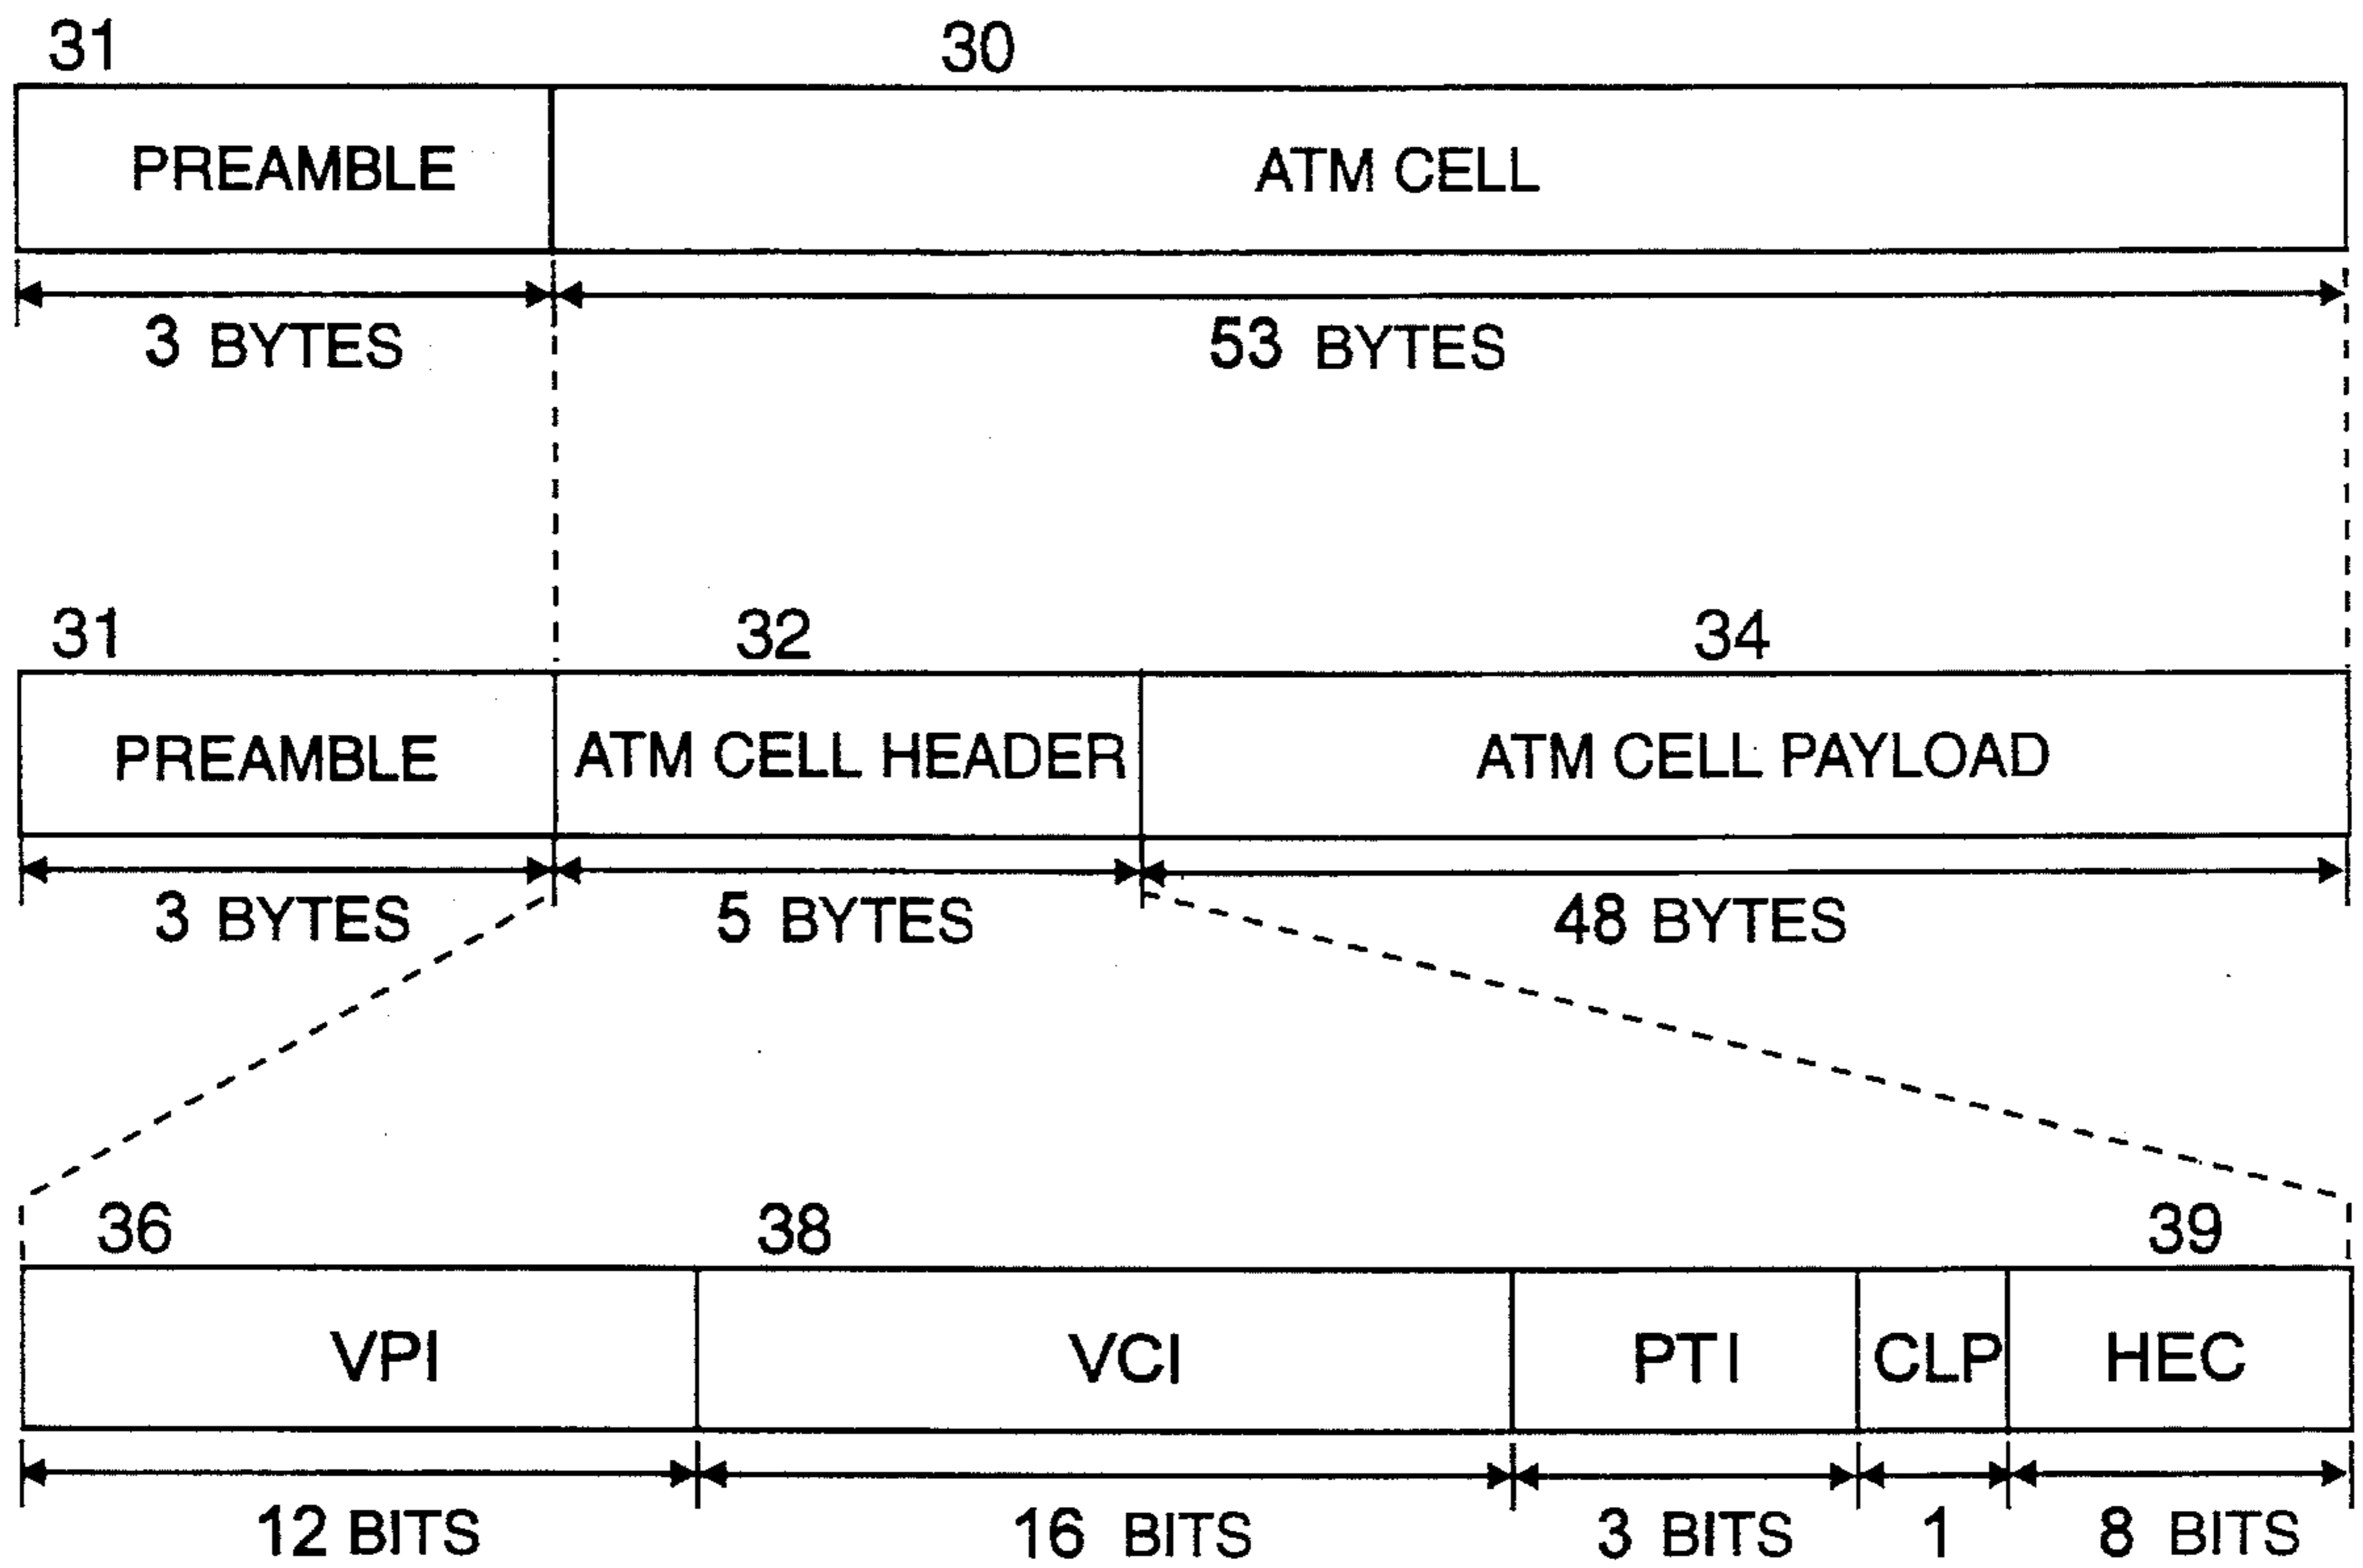 31 30
PREAMBLE ATM CELL
3 BYTES 53 BYTES
31 32 34
PREAMBLE ATM CELL HEADER ATM CELL PAYLOAD
3 BYTES 5 BYTES 48 BYTES
36 38 39
VPI VCI PTI CLP HEC
12 BITS 16 BITS 3 BITS 1 8 BITS